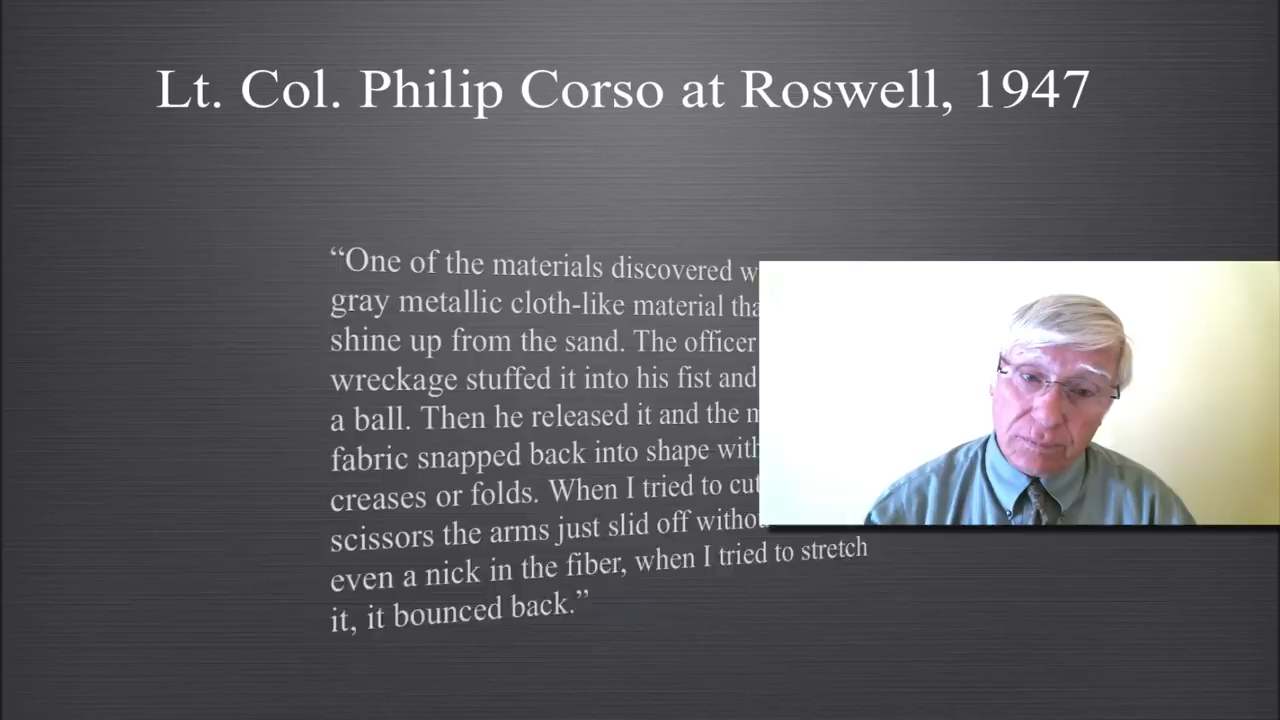 Lt. Col. Philip Corso at Roswell, 1947
“One of the materials discovered
gray metallic cloth-like material
shine up from the sand. The officer
wreckage stuffed it into his fist and
a ball. Then he released it and the
fabric snapped back into shape
creases or folds. When I tried to cut
scissors the arms just slid off
even a nick in the fiber, when I tried to stretch
it, it bounced back.”